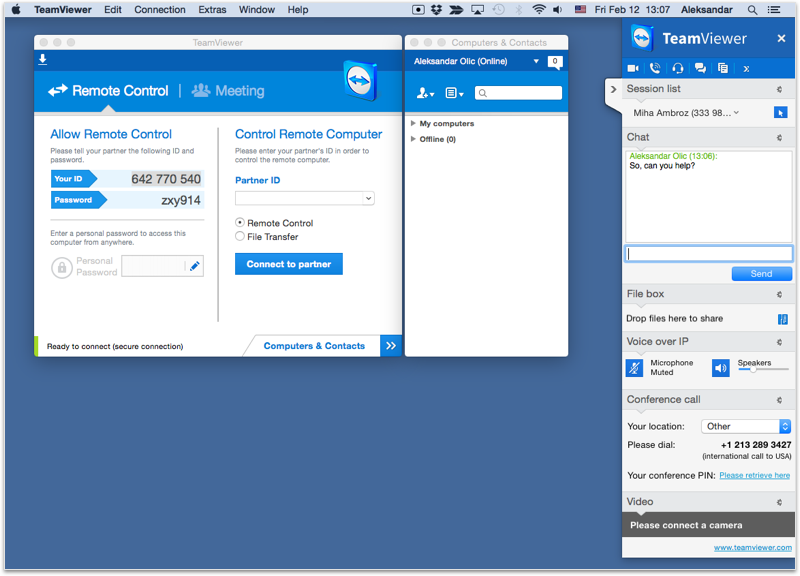 TeamViewer Edit Connection Extras Window Help Fri Feb 12 13:07 Aleksandar
TeamViewer
Remote Control | Meeting
Allow Remote Control
Please tell your partner the following ID and
password.
Your ID 642 770 540
Password zxy914
Enter a personal password to access this
computer from anywhere.
Personal
Password
Control Remote Computer
Please enter your partner's ID in order to
control the remote computer.
Partner ID
Remote Control
File Transfer
Connect to partner
Ready to connect (secure connection)
Computers & Contacts
Computers & Contacts
Aleksandar Olic (Online) 0
My computers
Offline (0)
TeamViewer
Session list
Miha Ambroz (333 98...
Chat
Aleksandar Olic (13:06):
So, can you help?
Send
File box
Drop files here to share
Voice over IP
Microphone
Muted
Speakers
Conference call
Your location: Other
Please dial: +1 213 289 3427
(international call to USA)
Your conference PIN: Please retrieve here
Video
Please connect a camera
www.teamviewer.com